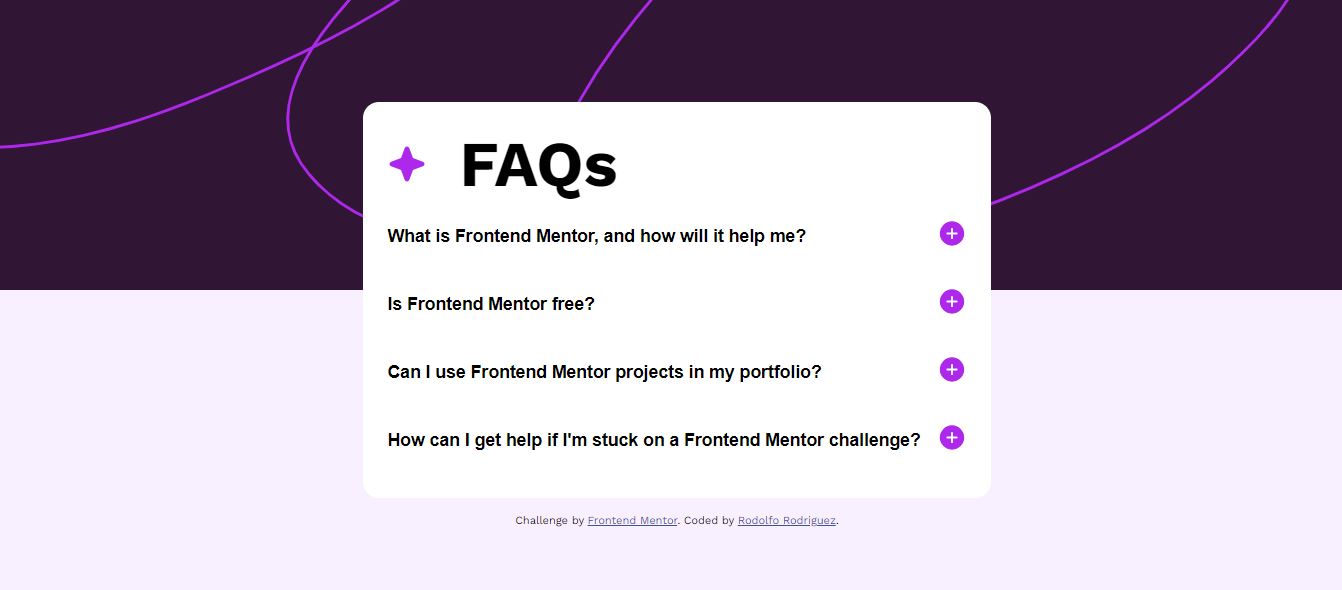 FAQs
What is Frontend Mentor, and how will it help me?
Is Frontend Mentor free?
Can I use Frontend Mentor projects in my portfolio?
How can I get help if I'm stuck on a Frontend Mentor challenge?
Challenge by Frontend Mentor. Coded by Rodolfo Rodriguez.